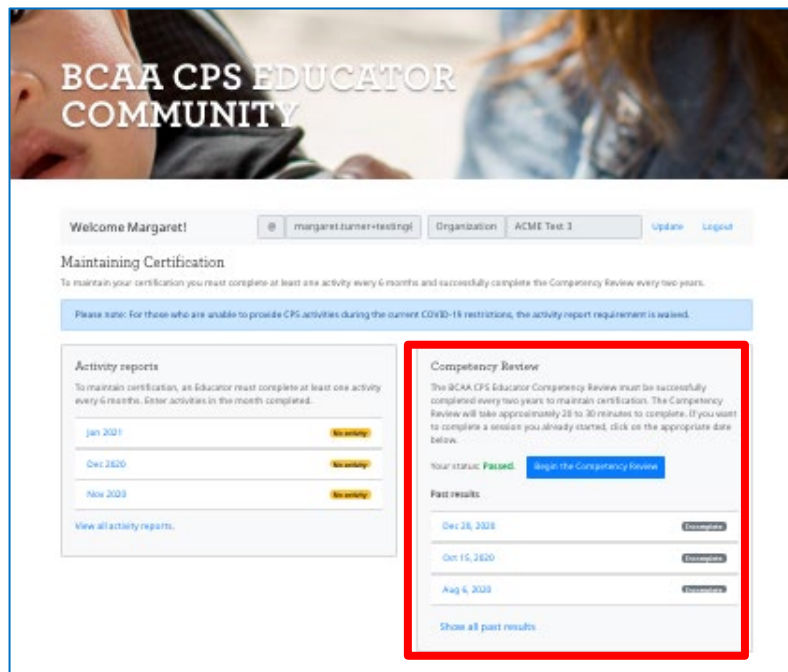 BCAA CPS EDUCATOR
COMMUNITY
Welcome Margaret!
@ margaret.turner+testing(
Organization ACME Test 3
Update Logout
Maintaining Certification
To maintain your certification you must complete at least one activity every 6 months and successfully complete the Competency Review every two years.
Please note: For those who are unable to provide CPS activities during the current COVID-19 restrictions, the activity report requirement is waived.
Activity reports
To maintain certification, an Educator must complete at least one activity
every 6 months. Enter activities in the month completed.
Jan 2021 No activity
Dec 2020 No activity
Nov 2020 No activity
View all activity reports.
Competency Review
The BCAA CPS Educator Competency Review must be successfully
completed every two years to maintain certification. The Competency
Review will take approximately 20 to 30 minutes to complete. If you want
to complete a session you already started, click on the appropriate date
below.
Your status: Passed. Begin the Competency Review
Past results
Dec 28, 2020 Incomplete
Oct 15, 2020 Incomplete
Aug 6, 2020 Incomplete
Show all past results